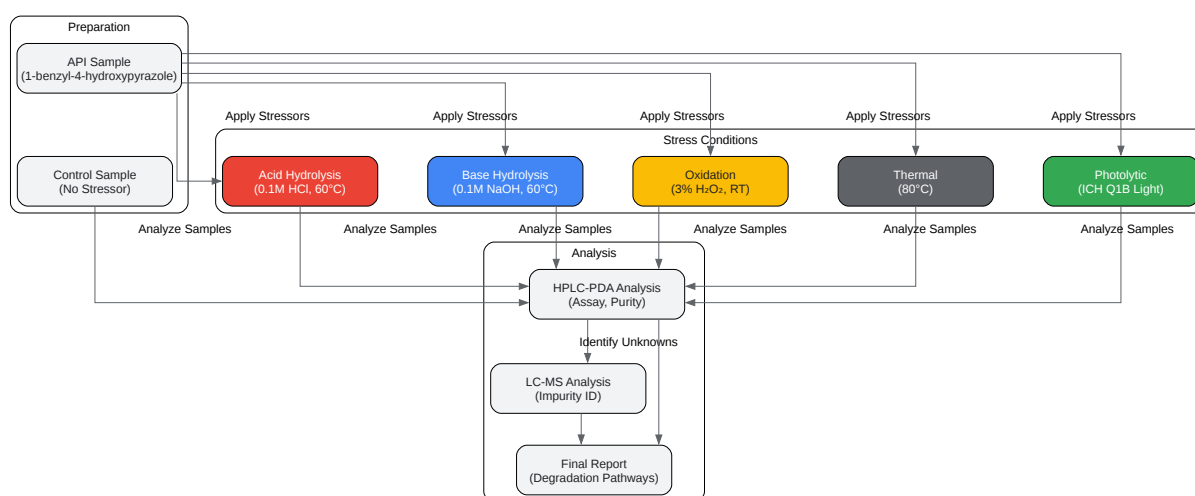 Preparation
API Sample
(1-benzyl-4-hydroxypyrazole)
Apply Stressors
Apply Stressors
Apply Stressors
Apply Stressors
Apply Stressors
Stress Conditions
Control Sample
(No Stressor)
Acid Hydrolysis
(0.1M HCl, 60°C)
Base Hydrolysis
(0.1M NaOH, 60°C)
Oxidation
(3% H₂O₂, RT)
Thermal
(80°C)
Photolytic
(ICH Q1B Light)
Analyze Samples
Analyze Samples
Analyze Samples
Analyze Samples
Analyze Samples
Analyze Samples
Analysis
HPLC-PDA Analysis
(Assay, Purity)
Identify Unknowns
LC-MS Analysis
(Impurity ID)
Final Report
(Degradation Pathways)